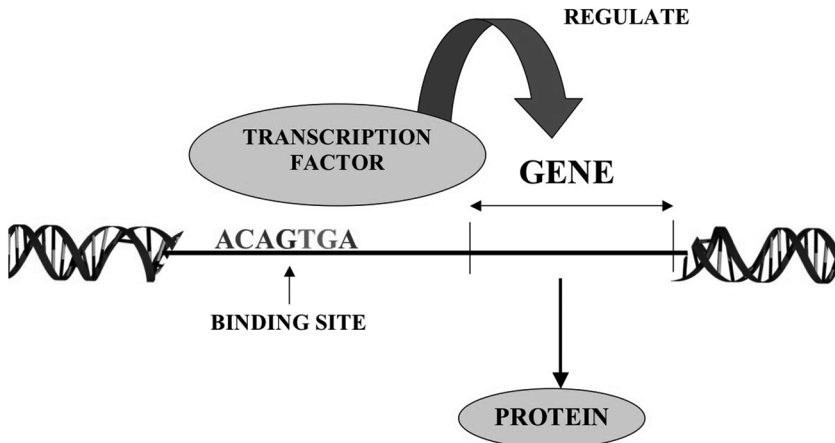 REGULATE
TRANSCRIPTION
FACTOR
GENE
ACAGTGA
BINDING SITE
PROTEIN